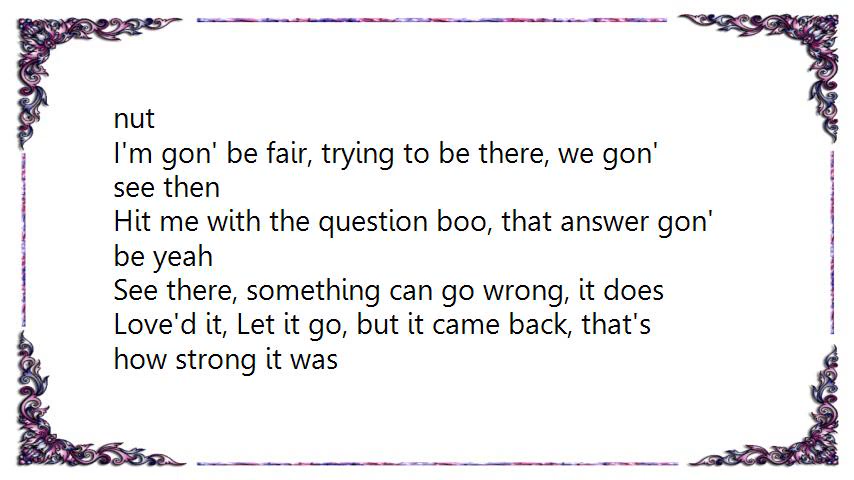 nut
I'm gon' be fair, trying to be there, we gon'
see then
Hit me with the question boo, that answer gon'
be yeah
See there, something can go wrong, it does
Love'd it, Let it go, but it came back, that's
how strong it was